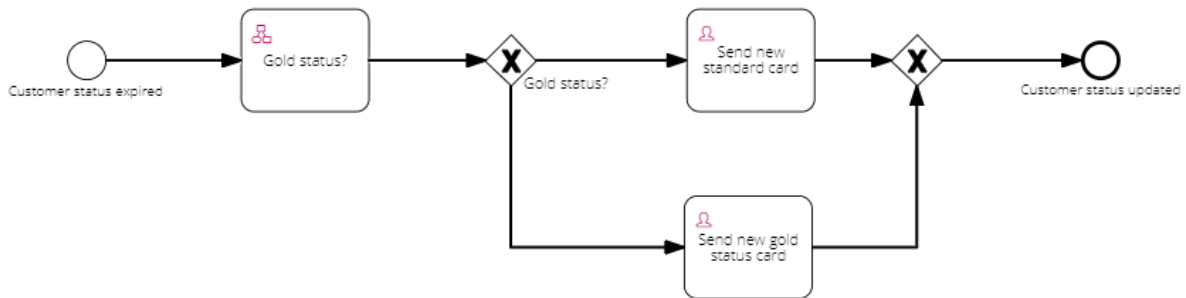 Customer status expired
Gold status?
Gold status?
Send new
standard card
Customer status updated
Send new gold
status card